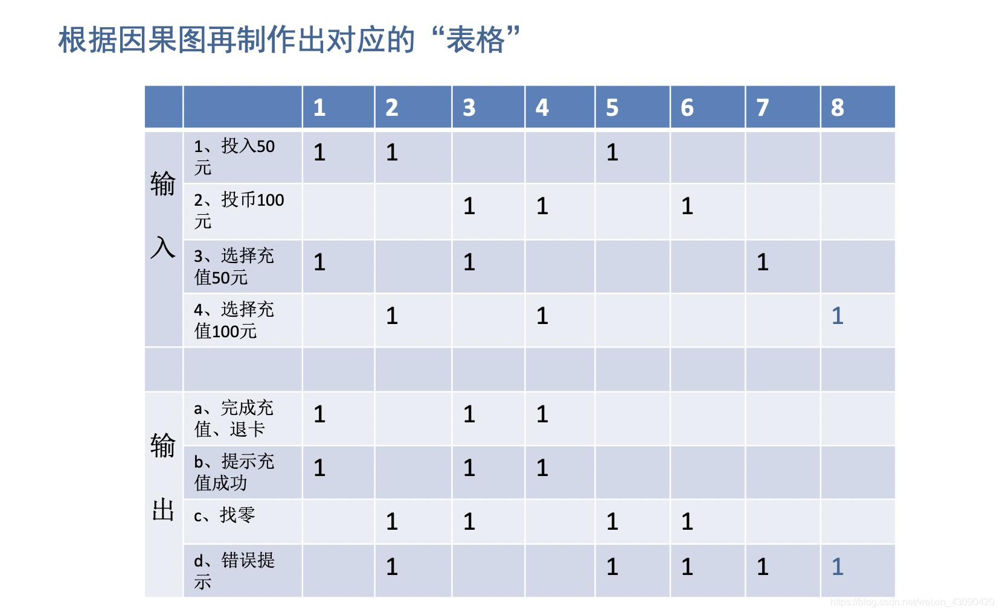 根据因果图再制作出对应的“表格”
1 2 3 4 5 6 7 8
输
入
1、投入50
元
1 1 1
2、投币100
元
1 1 1
3、选择充
值50元
1 1 1
4、选择充
值100元
1 1 1
输
出
a、完成充
值、退卡
1 1 1
b、提示充
值成功
1 1 1
c、找零
1 1 1 1
d、错误提
示
1 1 1 1 1
https://blog.csdn.net/weixin_43090420